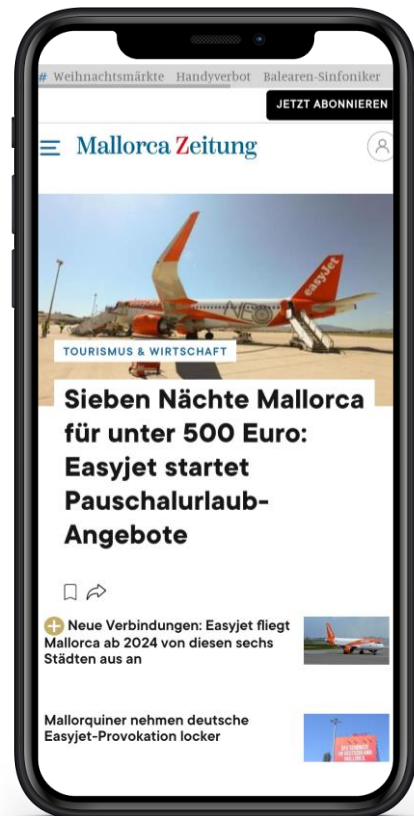 # Weihnachtsmärkte Handyverbot Balearen-Sinfoniker
JETZT ABONNIEREN
Mallorca Zeitung
easyJet
NEO
TOURISMUS & WIRTSCHAFT
Sieben Nächte Mallorca
für unter 500 Euro:
Easyjet startet
Pauschalurlaub-
Angebote
Neue Verbindungen: Easyjet fliegt
Mallorca ab 2024 von diesen sechs
Städten aus an
Mallorquiner nehmen deutsche
Easyjet-Provokation locker